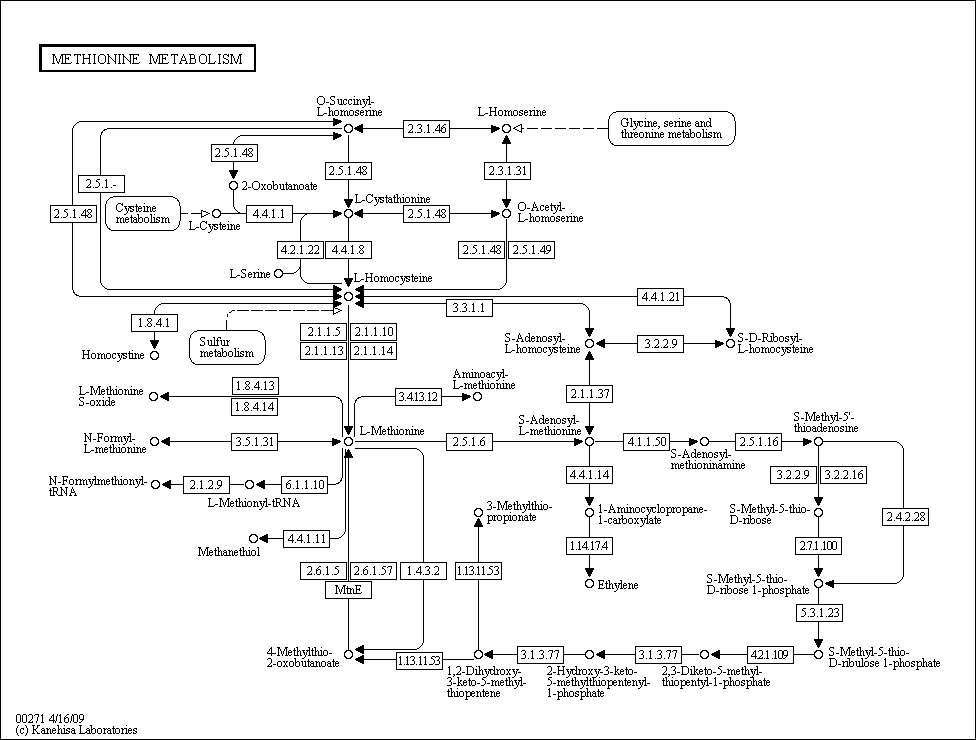 METHIONINE METABOLISM
O-Succinyl-
L-homoserine
L-Homoserine
Glycine, serine and
threonine metabolism
2.3.1.46
2.5.1.48
2.5.1.48
2.3.1.31
2.5.1.-
2-Oxobutanoate
Cysteine
metabolism
L-Cystathionine
2.5.1.48
4.4.1.1
2.5.1.48
O-Acetyl-
L-homoserine
L-Cysteine
4.2.1.22
4.4.1.8
2.5.1.48
2.5.1.49
L-Serine
L-Homocysteine
4.4.1.21
3.3.1.1
1.8.4.1
2.1.1.5
2.1.1.10
Sulfur
metabolism
S-Adenosyl-
L-homocysteine
3.2.2.9
S-D-Ribosyl-
L-homocysteine
2.1.1.13
2.1.1.14
Homocystine
L-Methionine
S-oxide
1.8.4.13
1.8.4.14
3.4.13.12
Aminoacyl-
L-methionine
2.1.1.37
S-Methyl-5'-
thioadenosine
S-Adenosyl-
L-methionine
N-Formyl-
L-methionine
3.5.1.31
L-Methionine
2.5.1.6
4.1.1.50
2.5.1.16
S-Adenosyl-
methioninamine
4.4.1.14
3.2.2.9
3.2.2.16
N-Formylmethionyl-
tRNA
2.1.2.9
6.1.1.10
L-Methionyl-tRNA
3-Methylthio-
propionate
1-Aminocyclopropane-
1-carboxylate
S-Methyl-5-thio-
D-ribose
2.4.2.28
4.4.1.11
Methanethiol
1.14.17.4
2.7.1.100
2.6.1.5
2.6.1.57
1.4.3.2
1.13.11.53
MtnE
Ethylene
S-Methyl-5-thio-
D-ribose 1-phosphate
5.3.1.23
4-Methylthio-
2-oxobutanoate
1.13.11.53
3.1.3.77
3.1.3.77
4.2.1.109
S-Methyl-5-thio-
D-ribulose 1-phosphate
1,2-Dihydroxy-
3-keto-5-methyl-
thiopentene
2-Hydroxy-3-keto-
5-methylthiopentenyl-
1-phosphate
2,3-Diketo-5-methyl-
thiopentyl-1-phosphate
00271 4/16/09
(c) Kanehisa Laboratories